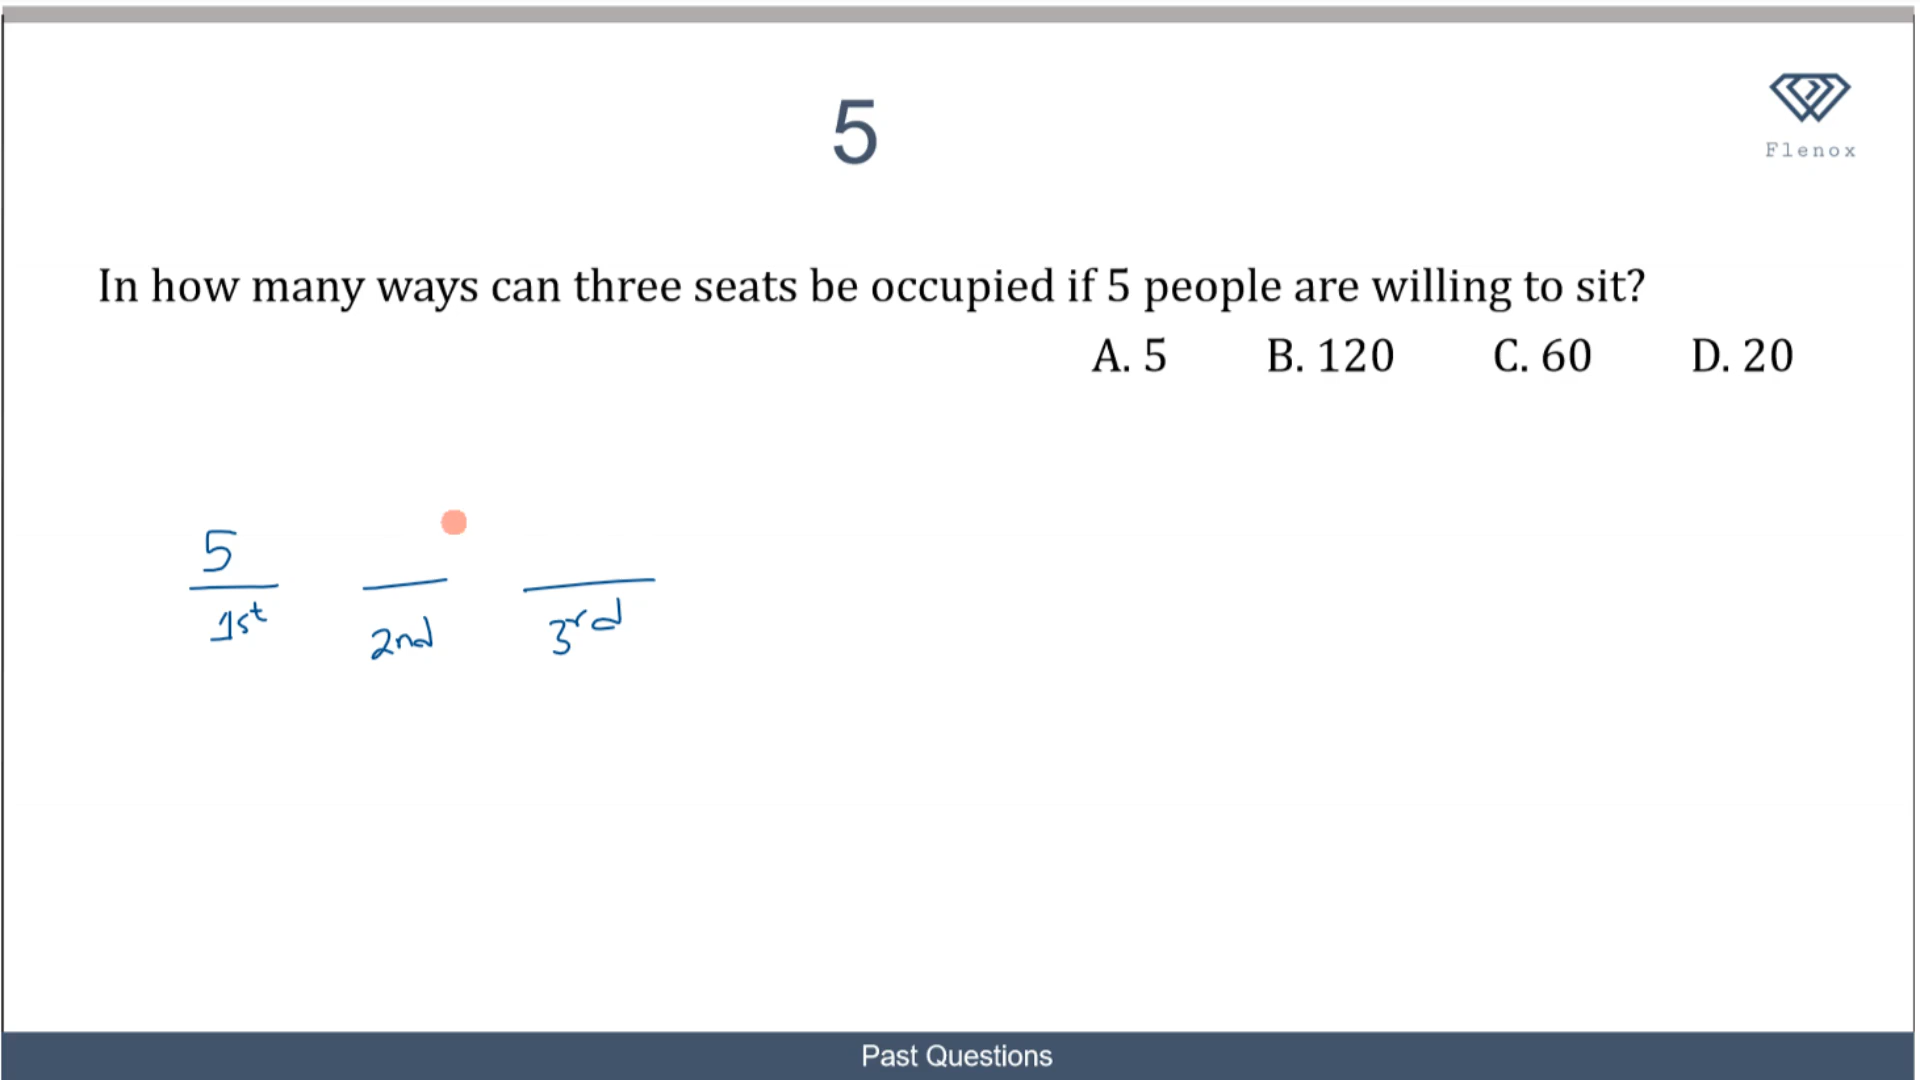 5
Flenox
In how many ways can three seats be occupied if 5 people are willing to sit?
A. 5 B. 120 C. 60 D. 20
5
1st 2nd 3rd
Past Questions